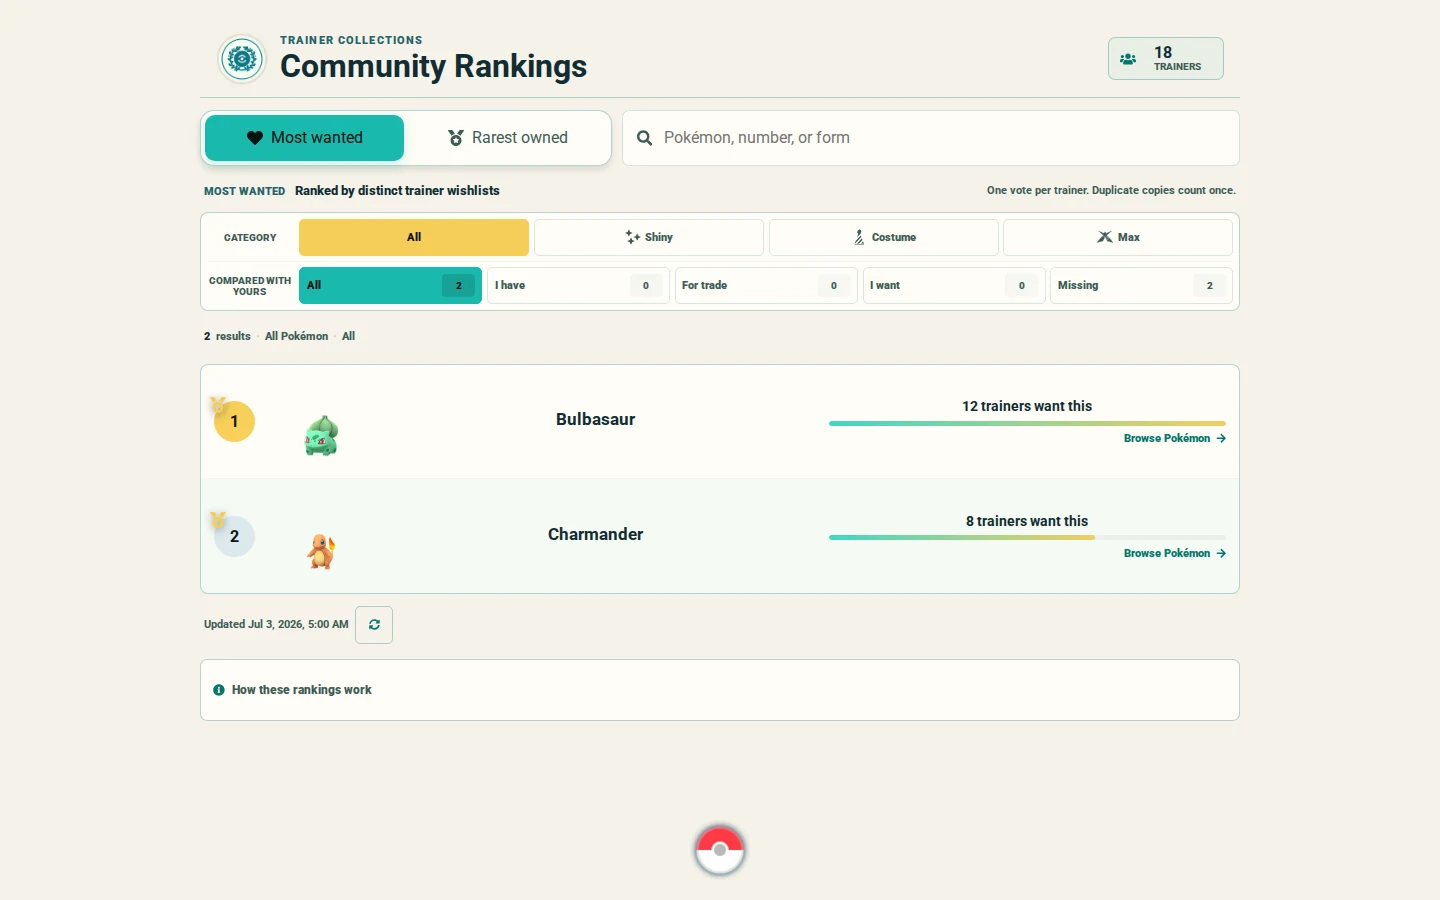 TRAINER COLLECTIONS
Community Rankings
18
TRAINERS
Most wanted
Rarest owned
Pokémon, number, or form
MOST WANTED Ranked by distinct trainer wishlists
One vote per trainer. Duplicate copies count once.
CATEGORY
All
Shiny
Costume
Max
COMPARED WITH
YOURS
All 2
I have 0
For trade 0
I want 0
Missing 2
2 results · All Pokémon · All
1
Bulbasaur
12 trainers want this
Browse Pokémon
2
Charmander
8 trainers want this
Browse Pokémon
Updated Jul 3, 2026, 5:00 AM
How these rankings work